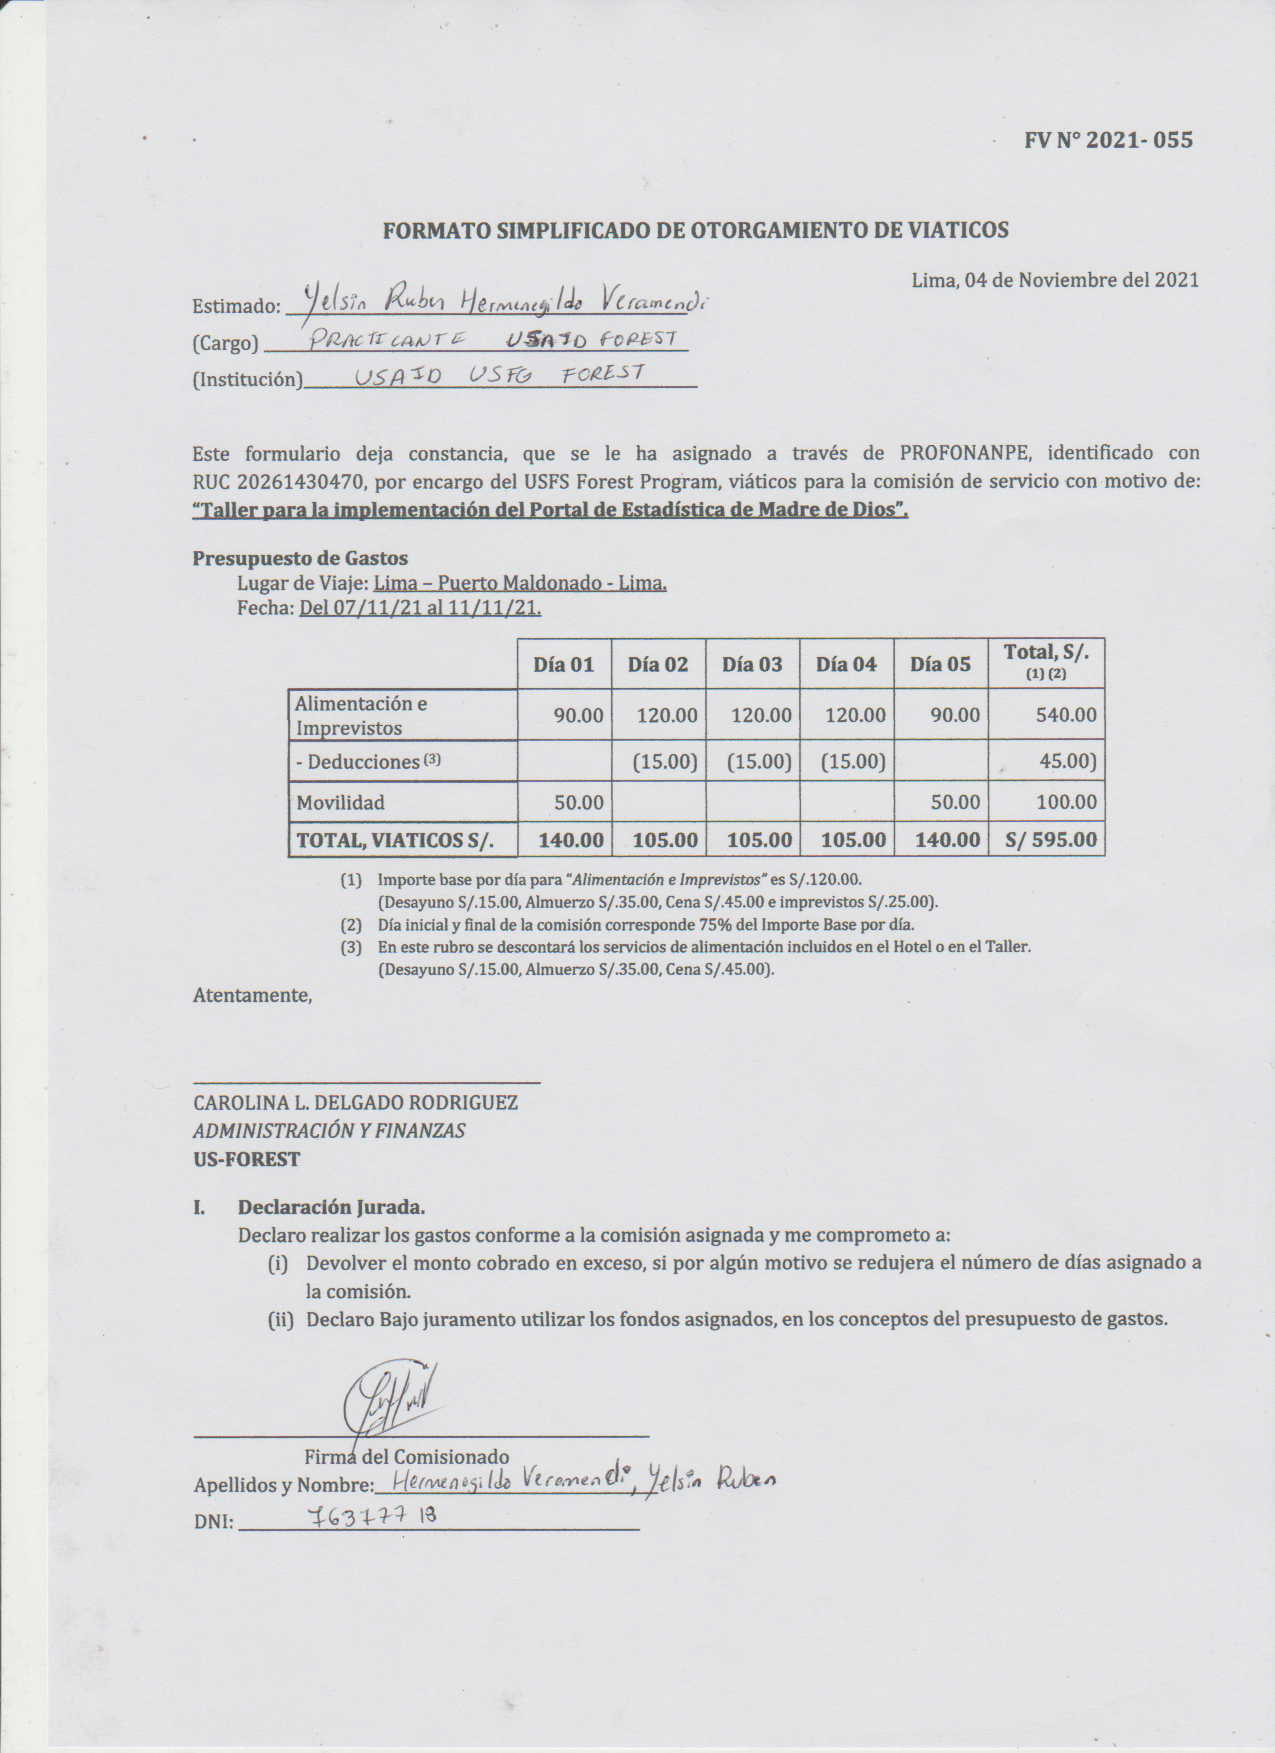 FV N° 2021- 055
FORMATO SIMPLIFICADO DE OTORGAMIENTO DE VIATICOS
Lima, 04 de Noviembre del 2021
Estimado: Yelsin Ruben Hermenegildo Veramendi
(Cargo) PRACTICANTE USAID FOREST
(Institución) USAID USFG FOREST
Este formulario deja constancia, que se le ha asignado a través de PROFONANPE, identificado con
RUC 20261430470, por encargo del USFS Forest Program, viáticos para la comisión de servicio con motivo de:
“Taller para la implementación del Portal de Estadística de Madre de Dios”.
Presupuesto de Gastos
Lugar de Viaje: Lima – Puerto Maldonado - Lima.
Fecha: Del 07/11/21 al 11/11/21.
Día 01 Día 02 Día 03 Día 04 Día 05 Total, S/.
(1) (2)
Alimentación e
Imprevistos 90.00 120.00 120.00 120.00 90.00 540.00
- Deducciones (3) (15.00) (15.00) (15.00) 45.00)
Movilidad 50.00 50.00 100.00
TOTAL, VIATICOS S/. 140.00 105.00 105.00 105.00 140.00 S/ 595.00
(1) Importe base por día para “Alimentación e Imprevistos” es S/.120.00.
(Desayuno S/.15.00, Almuerzo S/.35.00, Cena S/.45.00 e imprevistos S/.25.00).
(2) Día inicial y final de la comisión corresponde 75% del Importe Base por día.
(3) En este rubro se descontará los servicios de alimentación incluidos en el Hotel o en el Taller.
(Desayuno S/.15.00, Almuerzo S/.35.00, Cena S/.45.00).
Atentamente,
CAROLINA L. DELGADO RODRIGUEZ
ADMINISTRACIÓN Y FINANZAS
US-FOREST
I. Declaración Jurada.
Declaro realizar los gastos conforme a la comisión asignada y me comprometo a:
(i) Devolver el monto cobrado en exceso, si por algún motivo se redujera el número de días asignado a
la comisión.
(ii) Declaro Bajo juramento utilizar los fondos asignados, en los conceptos del presupuesto de gastos.
Firma del Comisionado
Apellidos y Nombre: Hermenegildo Veramendi, Yelsin Ruben
DNI: 76377718